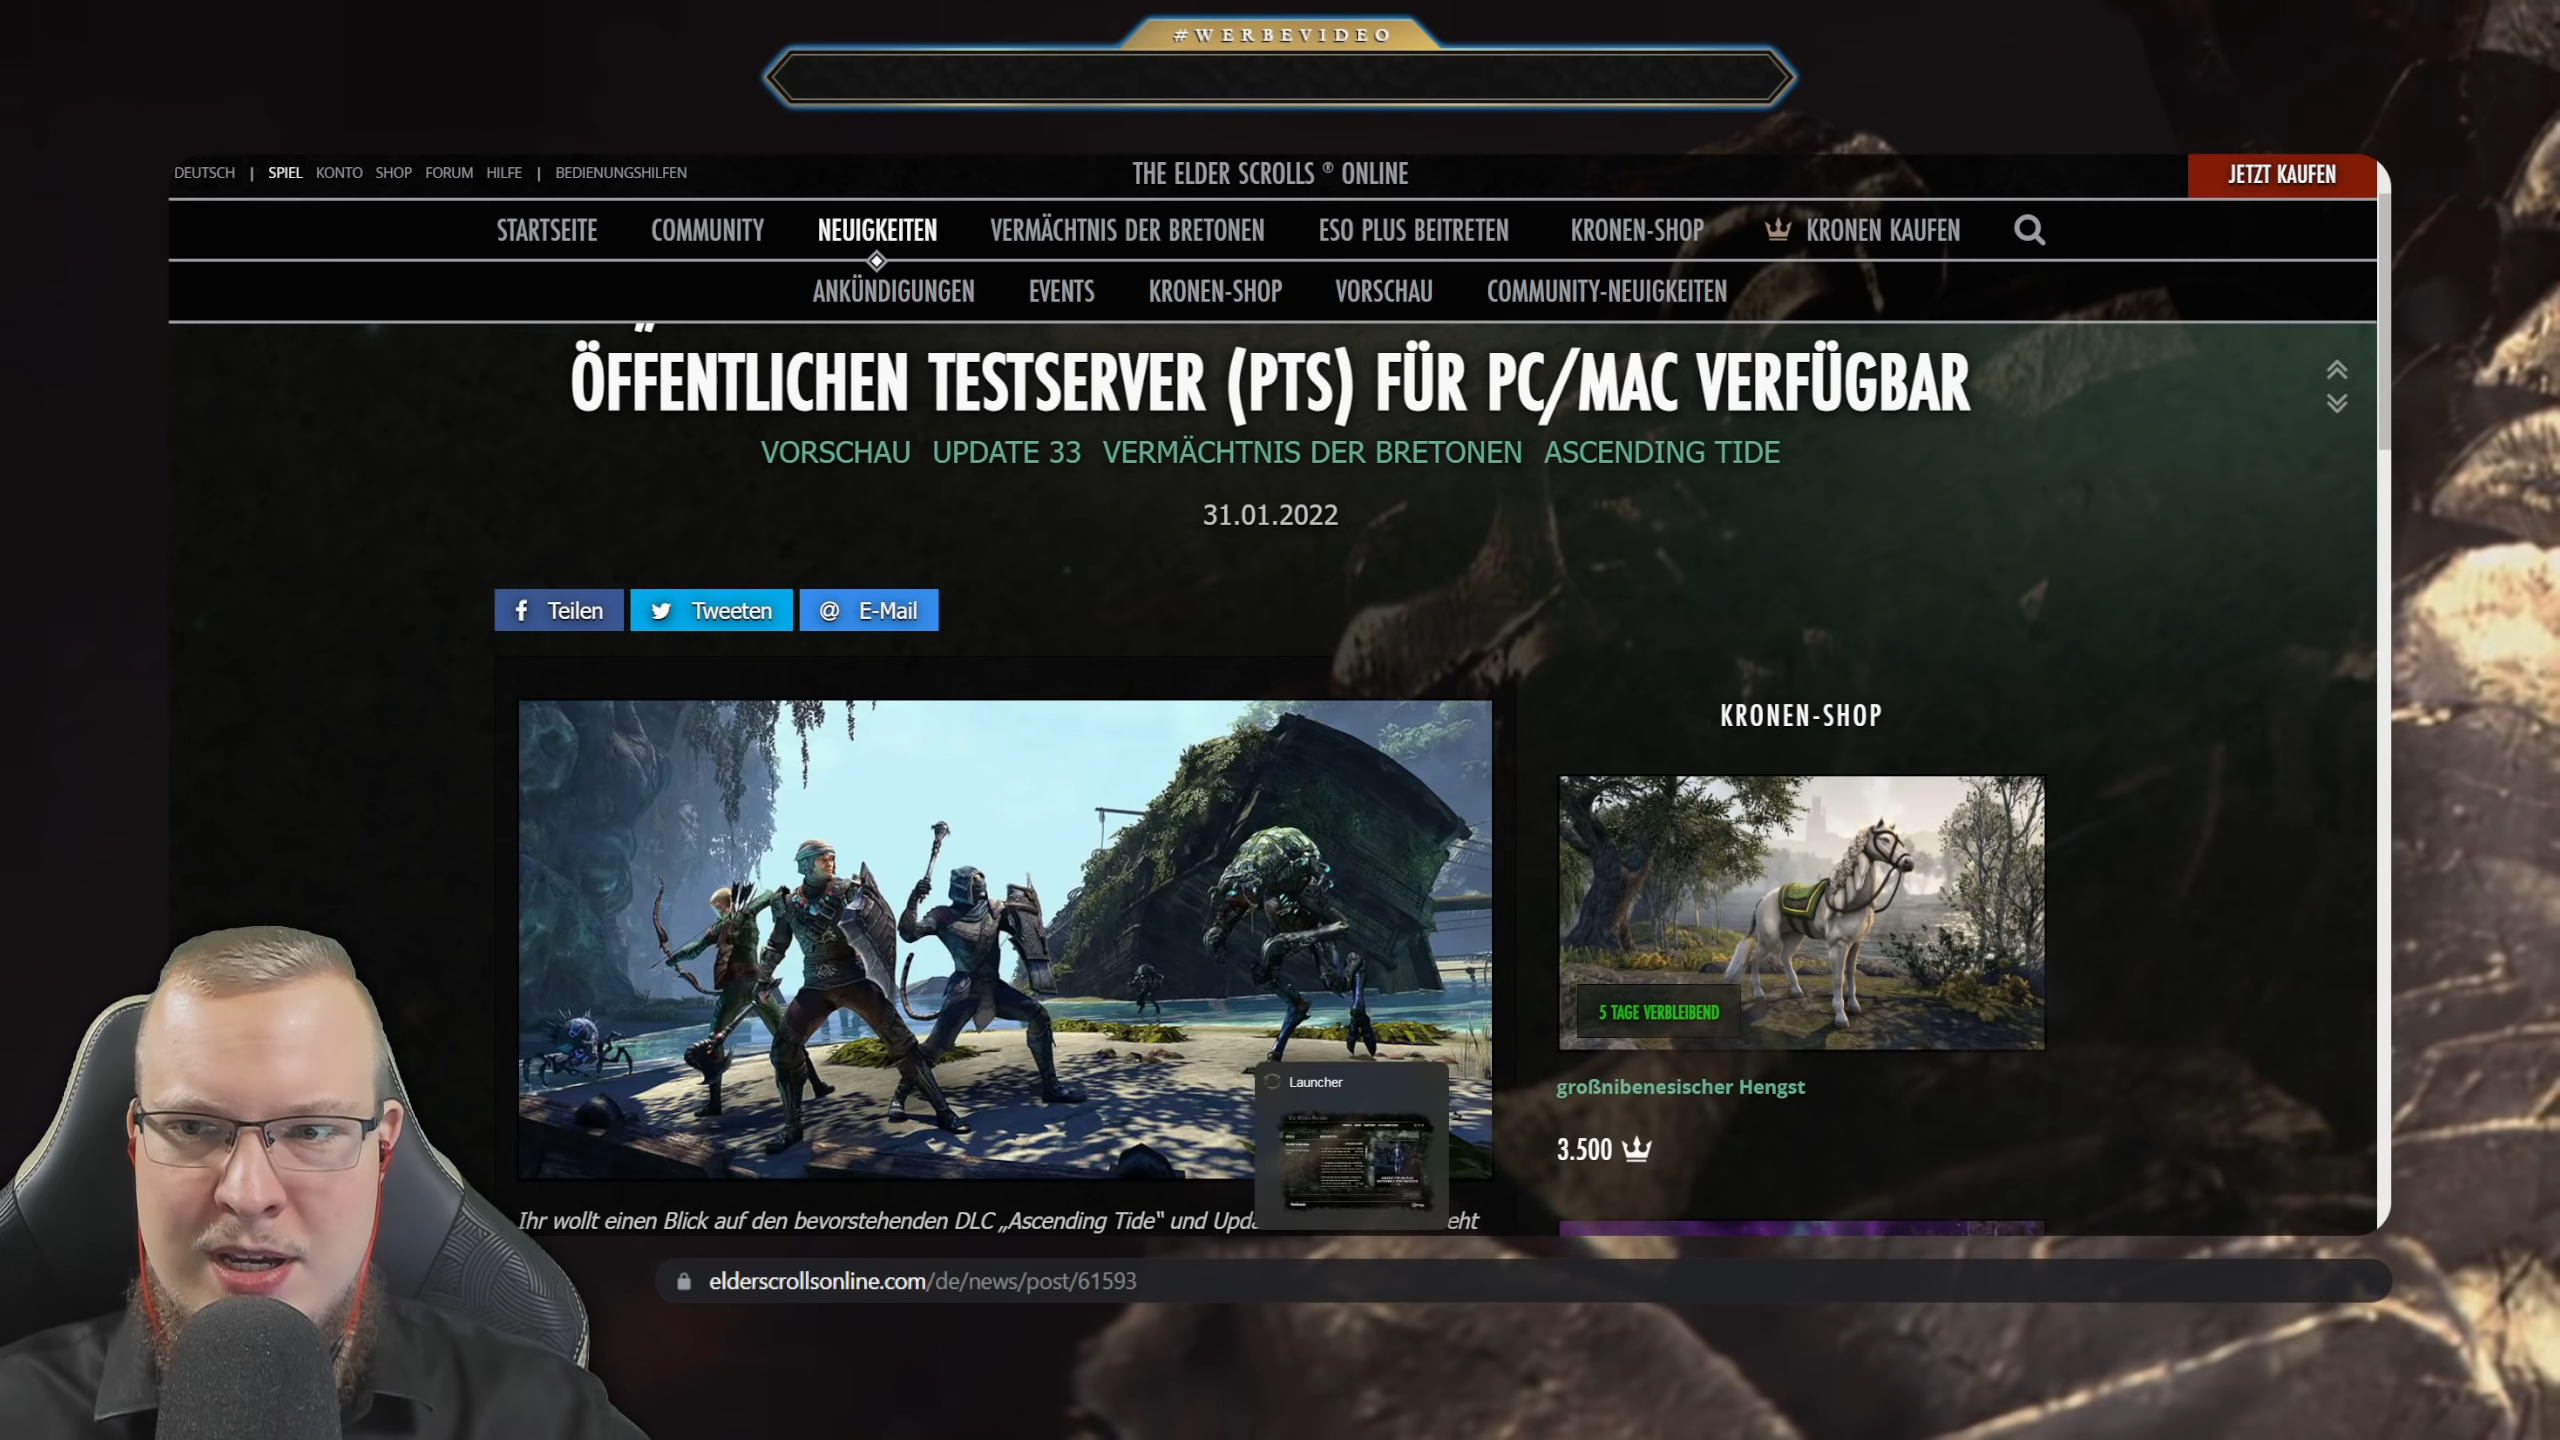 #WERBEVIDEO
DEUTSCH | SPIEL KONTO SHOP FORUM HILFE | BEDIENUNGSHILFEN
THE ELDER SCROLLS ® ONLINE
JETZT KAUFEN
STARTSEITE COMMUNITY NEUIGKEITEN VERMÄCHTNIS DER BRETONEN ESO PLUS BEITRETEN KRONEN-SHOP KRONEN KAUFEN
ANKÜNDIGUNGEN EVENTS KRONEN-SHOP VORSCHAU COMMUNITY-NEUIGKEITEN
ÖFFENTLICHEN TESTSERVER (PTS) FÜR PC/MAC VERFÜGBAR
VORSCHAU UPDATE 33 VERMÄCHTNIS DER BRETONEN ASCENDING TIDE
31.01.2022
Teilen Tweeten @ E-Mail
KRONEN-SHOP
5 TAGE VERBLEIBEND
großnibenesischer Hengst
3.500
Launcher
Ihr wollt einen Blick auf den bevorstehenden DLC „Ascending Tide“ und
elderscrollsonline.com/de/news/post/61593